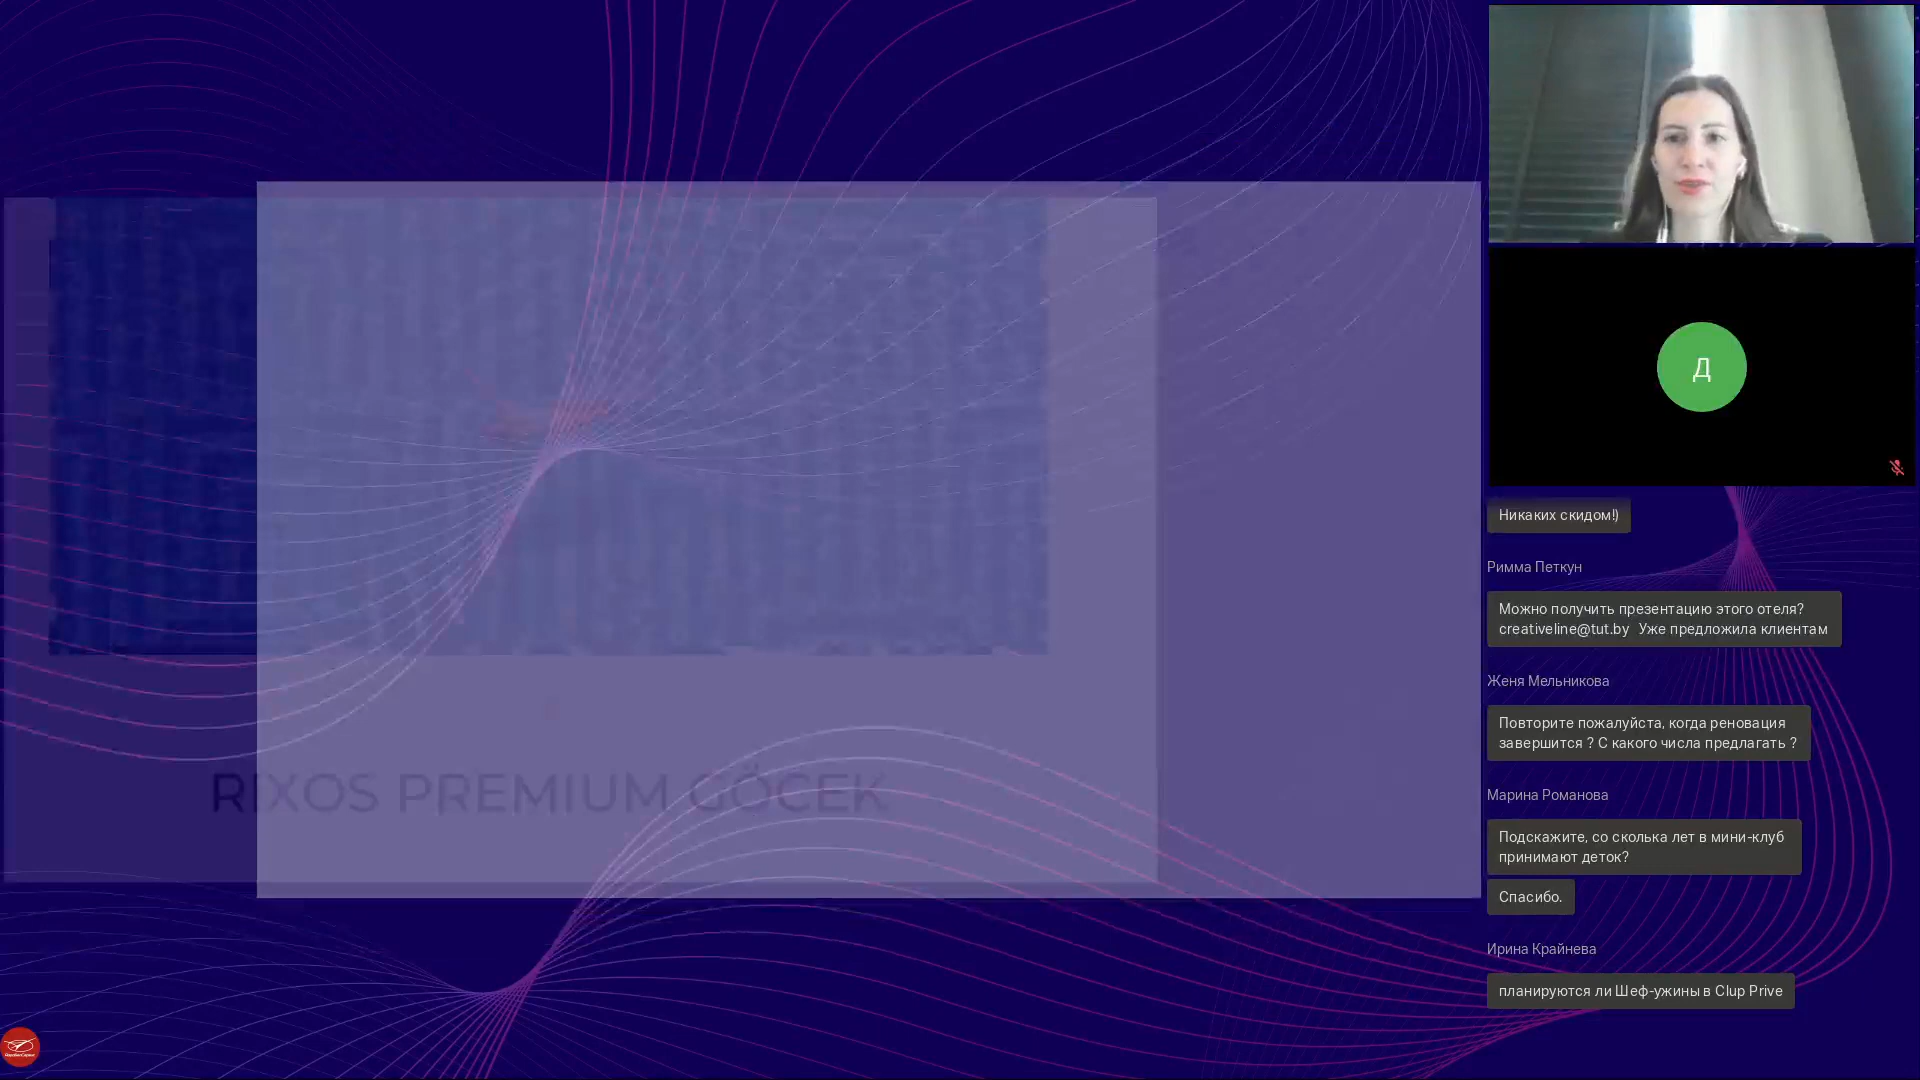 RIXOS PREMIUM GÖCEK
Д
Никаких скидом!)
Римма Петкун
Можно получить презентацию этого отеля?
creativeline@tut.by Уже предложила клиентам
Женя Мельникова
Повторите пожалуйста, когда реновация
завершится ? С какого числа предлагать ?
Марина Романова
Подскажите, со сколька лет в мини-клуб
принимают деток?
Спасибо.
Ирина Крайнева
планируются ли Шеф-ужины в Clup Prive